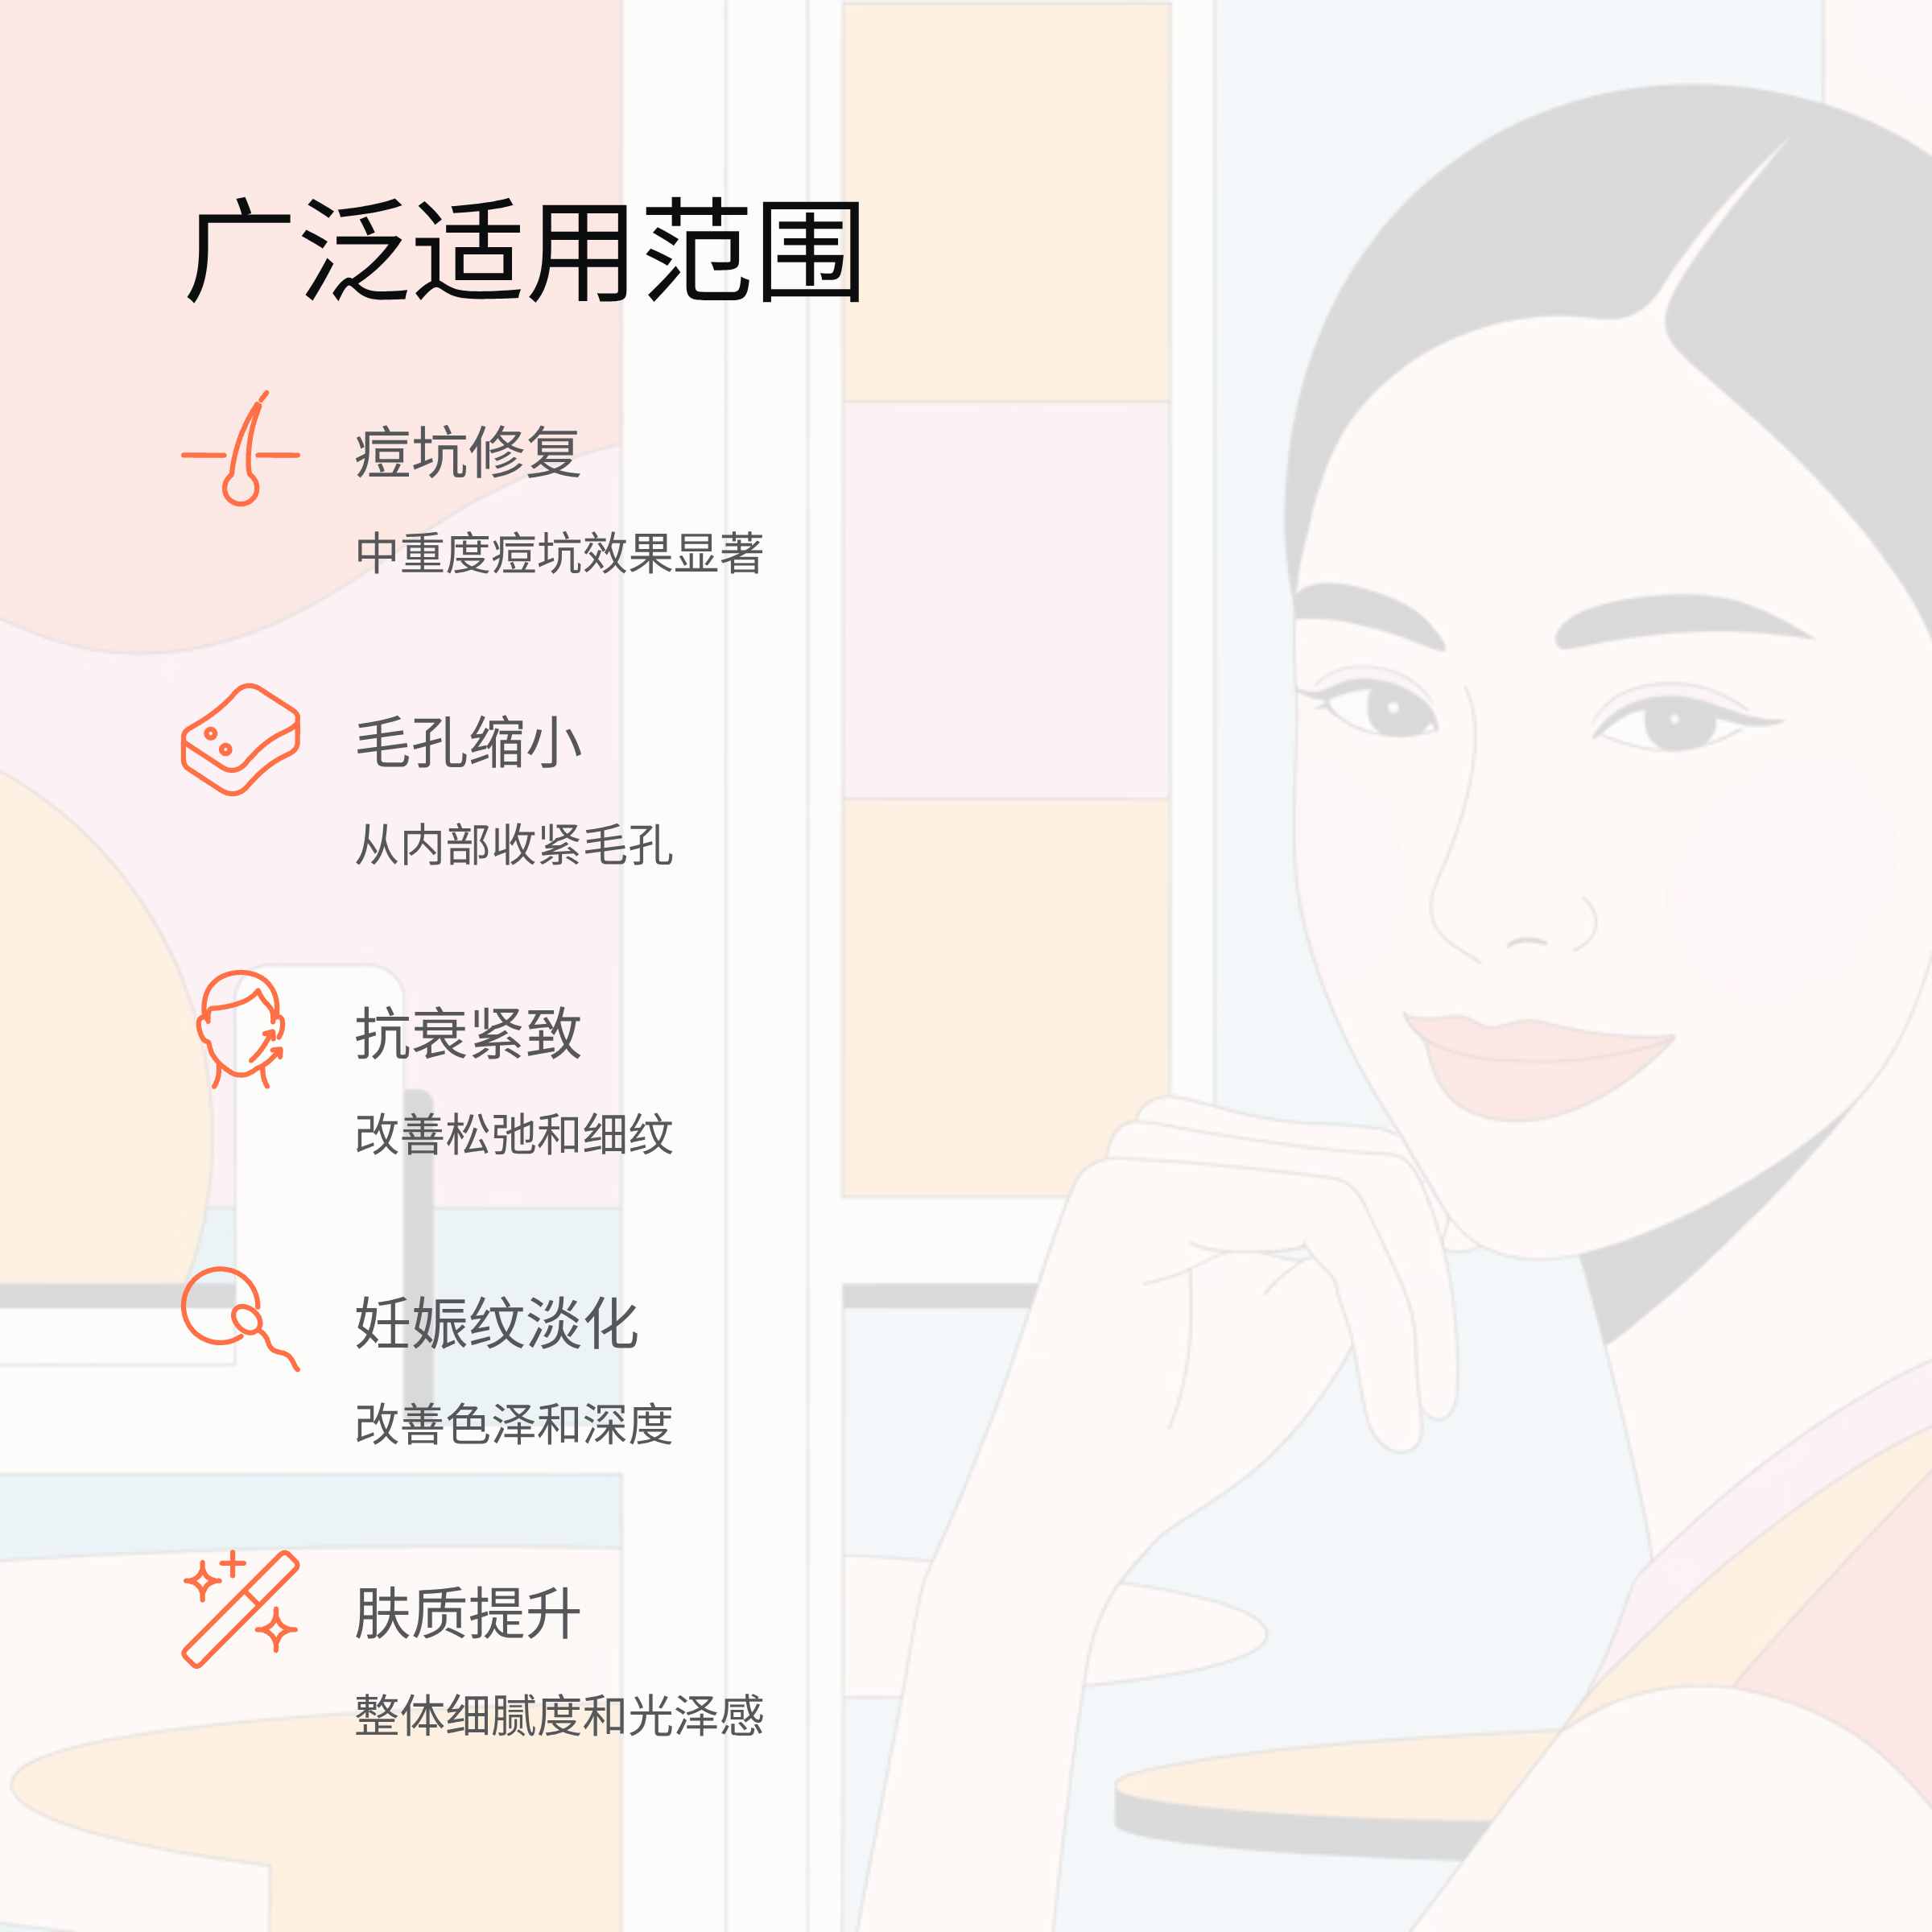 广泛适用范围
痘坑修复
中重度痘坑效果显著
毛孔缩小
从内部收紧毛孔
抗衰紧致
改善松弛和细纹
妊娠纹淡化
改善色泽和深度
肤质提升
整体细腻度和光泽感